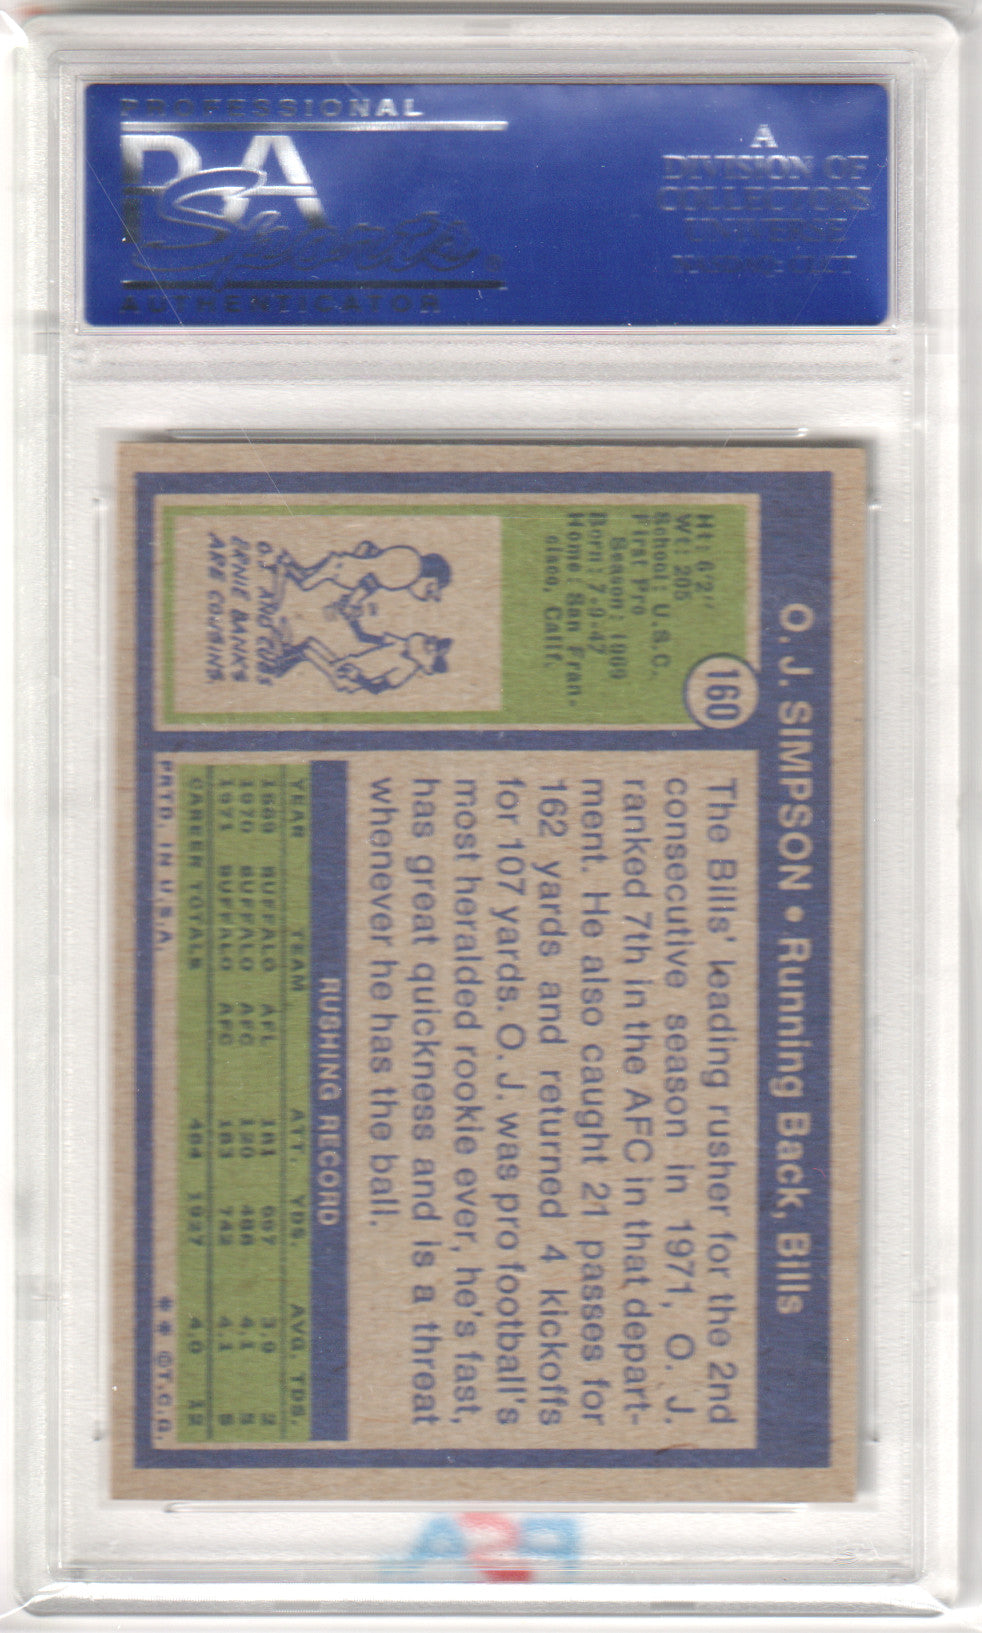 PROFESSIONAL
PSA
Sports
AUTHENTICATOR
A
DIVISION OF
COLLECTORS
UNIVERSE
O. J. SIMPSON • Running Back, Bills
160
Ht: 6'2"
Wt: 205
School: U.S.C.
First Pro
Season: 1969
Born: 7-9-47
Home: San Fran-
cisco, Calif.
O.J. AND CUBS'
ERNIE BANKS
ARE COUSINS.
The Bills' leading rusher for the 2nd
consecutive season in 1971, O. J.
ranked 7th in the AFC in that depart-
ment. He also caught 21 passes for
162 yards and returned 4 kickoffs
for 107 yards. O. J. was pro football's
most heralded rookie ever, he's fast,
has great quickness and is a threat
whenever he has the ball.
RUSHING RECORD
YEAR TEAM ATT. YDS. AVG. TDS.
1969 BUFFALO AFL 181 697 3.9 2
1970 BUFFALO AFC 120 488 4.1 5
1971 BUFFALO AFC 183 742 4.1 5
CAREER TOTALS 484 1927 4.0 12
PRTD. IN U.S.A.
** ©T.C.G.
PSA